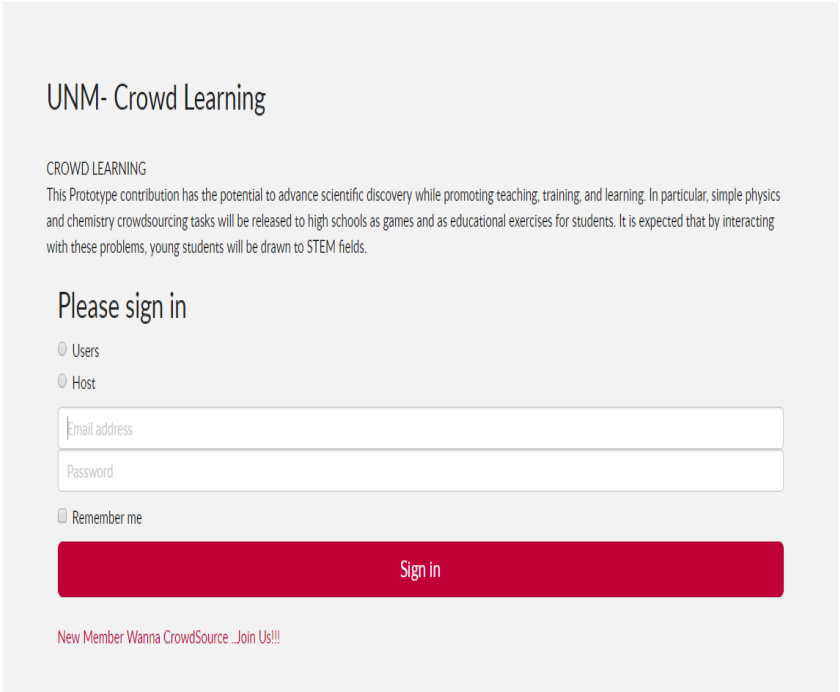 UNM- Crowd Learning
CROWD LEARNING
This Prototype contribution has the potential to advance scientific discovery while promoting teaching, training, and learning. In particular, simple physics
and chemistry crowdsourcing tasks will be released to high schools as games and as educational exercises for students. It is expected that by interacting
with these problems, young students will be drawn to STEM fields.
Please sign in
Users
Host
Email address
Password
Remember me
Sign in
New Member Wanna CrowdSource ..Join Us!!!